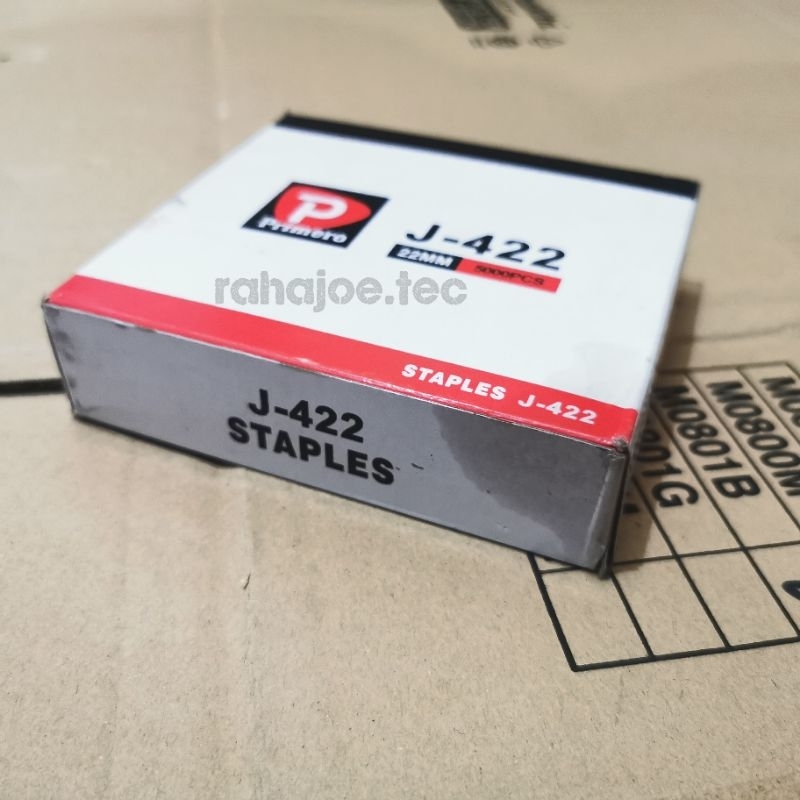 P
Primero
J-422
22MM 5000PCS
rahajoe.tec
STAPLES J-422
J-422
STAPLES
M0801B
M0800M